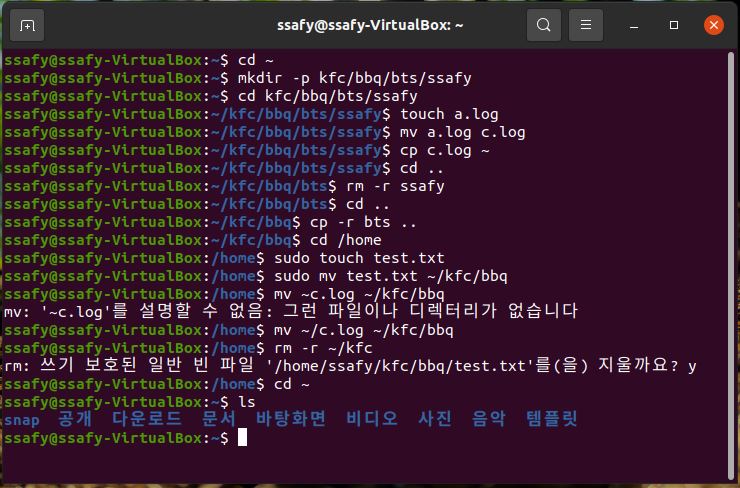 ssafy@ssafy-VirtualBox: ~
ssafy@ssafy-VirtualBox:~$ cd ~
ssafy@ssafy-VirtualBox:~$ mkdir -p kfc/bbq/bts/ssafy
ssafy@ssafy-VirtualBox:~$ cd kfc/bbq/bts/ssafy
ssafy@ssafy-VirtualBox:~/kfc/bbq/bts/ssafy$ touch a.log
ssafy@ssafy-VirtualBox:~/kfc/bbq/bts/ssafy$ mv a.log c.log
ssafy@ssafy-VirtualBox:~/kfc/bbq/bts/ssafy$ cp c.log ~
ssafy@ssafy-VirtualBox:~/kfc/bbq/bts/ssafy$ cd ..
ssafy@ssafy-VirtualBox:~/kfc/bbq/bts$ rm -r ssafy
ssafy@ssafy-VirtualBox:~/kfc/bbq/bts$ cd ..
ssafy@ssafy-VirtualBox:~/kfc/bbq$ cp -r bts ..
ssafy@ssafy-VirtualBox:~/kfc/bbq$ cd /home
ssafy@ssafy-VirtualBox:/home$ sudo touch test.txt
ssafy@ssafy-VirtualBox:/home$ sudo mv test.txt ~/kfc/bbq
ssafy@ssafy-VirtualBox:/home$ mv ~c.log ~/kfc/bbq
mv: '~c.log'를 설명할 수 없음: 그런 파일이나 디렉터리가 없습니다
ssafy@ssafy-VirtualBox:/home$ mv ~/c.log ~/kfc/bbq
ssafy@ssafy-VirtualBox:/home$ rm -r ~/kfc
rm: 쓰기 보호된 일반 빈 파일 '/home/ssafy/kfc/bbq/test.txt'를(을) 지울까요? y
ssafy@ssafy-VirtualBox:/home$ cd ~
ssafy@ssafy-VirtualBox:~$ ls
snap 공개 다운로드 문서 바탕화면 비디오 사진 음악 템플릿
ssafy@ssafy-VirtualBox:~$